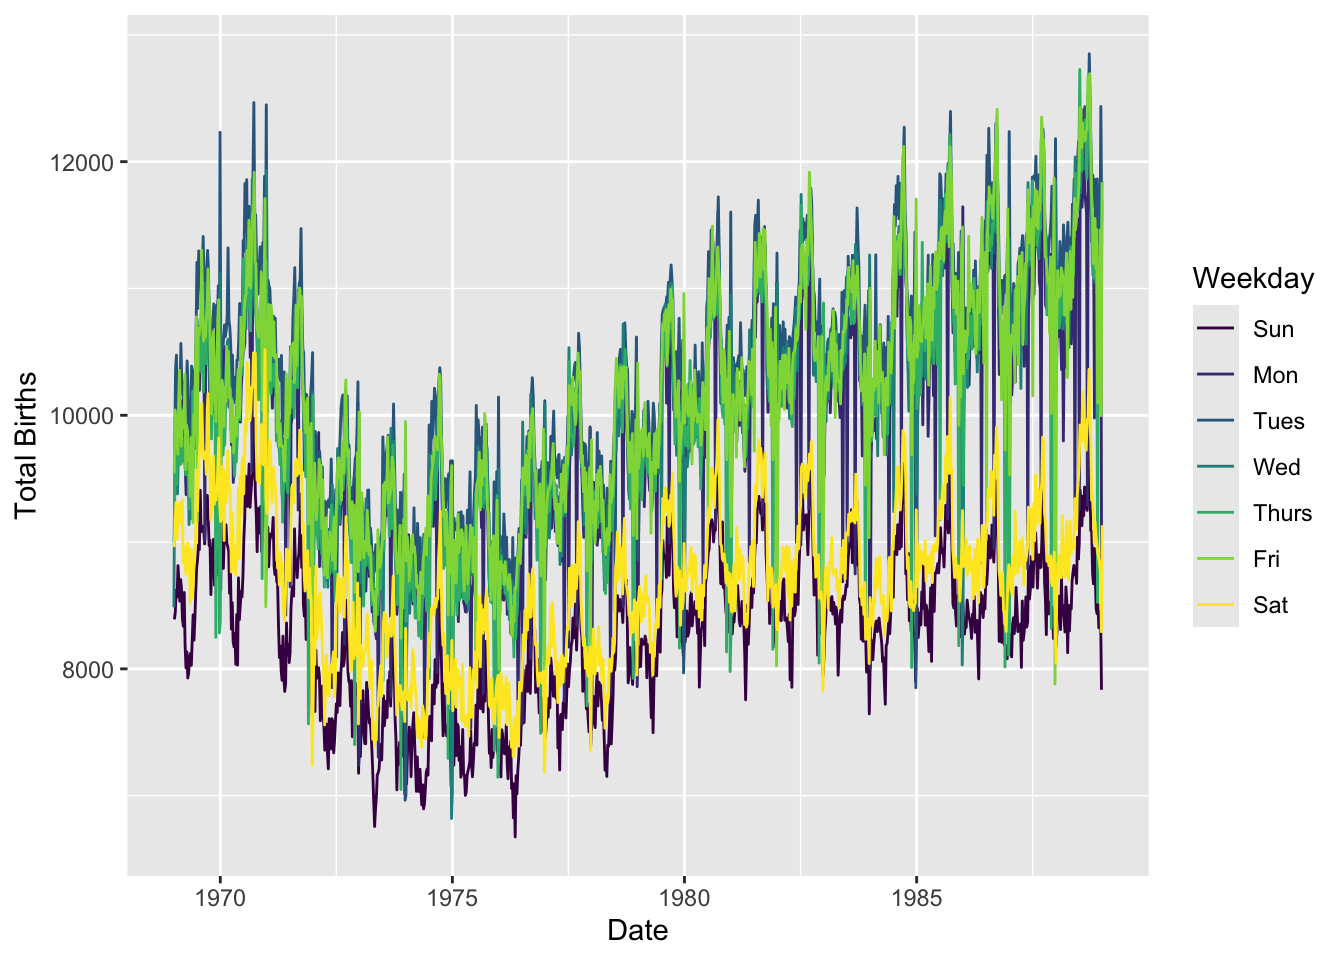 12000
10000
8000
Total Births
1970
1975
1980
1985
Date
Weekday
Sun
Mon
Tues
Wed
Thurs
Fri
Sat